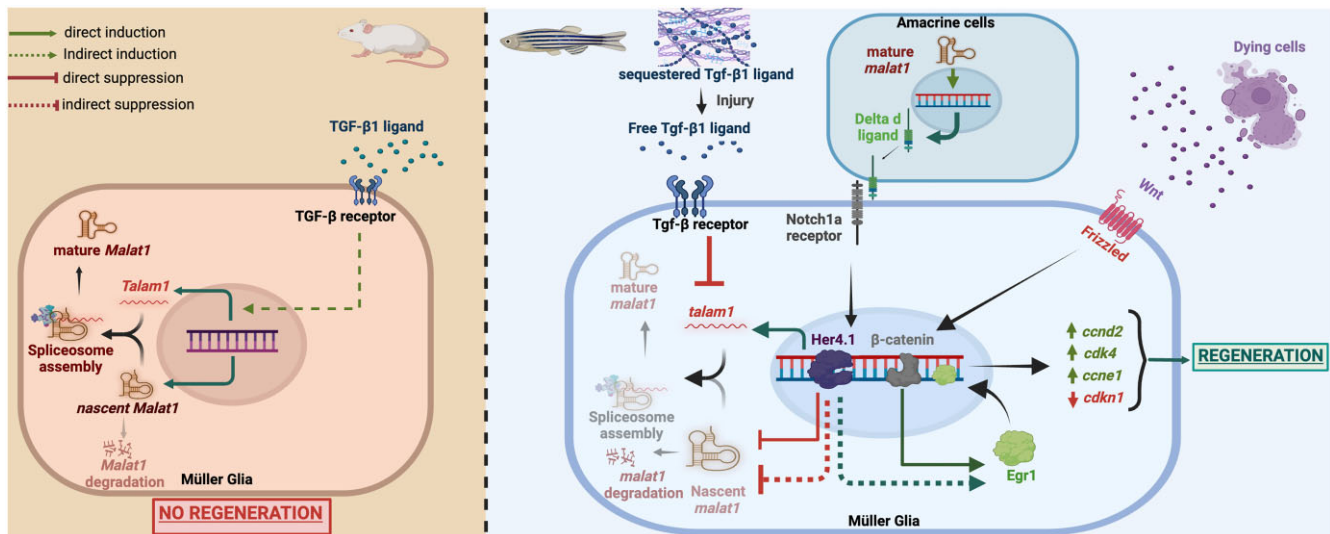 direct induction
Indirect induction
direct suppression
indirect suppression
TGF-β1 ligand
TGF-β receptor
mature Malat1
Talam1
Spliceosome
assembly
nascent Malat1
Malat1
degradation
Müller Glia
NO REGENERATION
sequestered Tgf-β1 ligand
Injury
Free Tgf-β1 ligand
Tgf-β receptor
Amacrine cells
mature
malat1
Delta d
ligand
Notch1a
receptor
Dying cells
Wnt
Frizzled
mature
malat1
talam1
Her4.1
β-catenin
Spliceosome
assembly
malat1
degradation
Nascent
malat1
Egr1
ccnd2
cdk4
ccne1
cdkn1
REGENERATION
Müller Glia